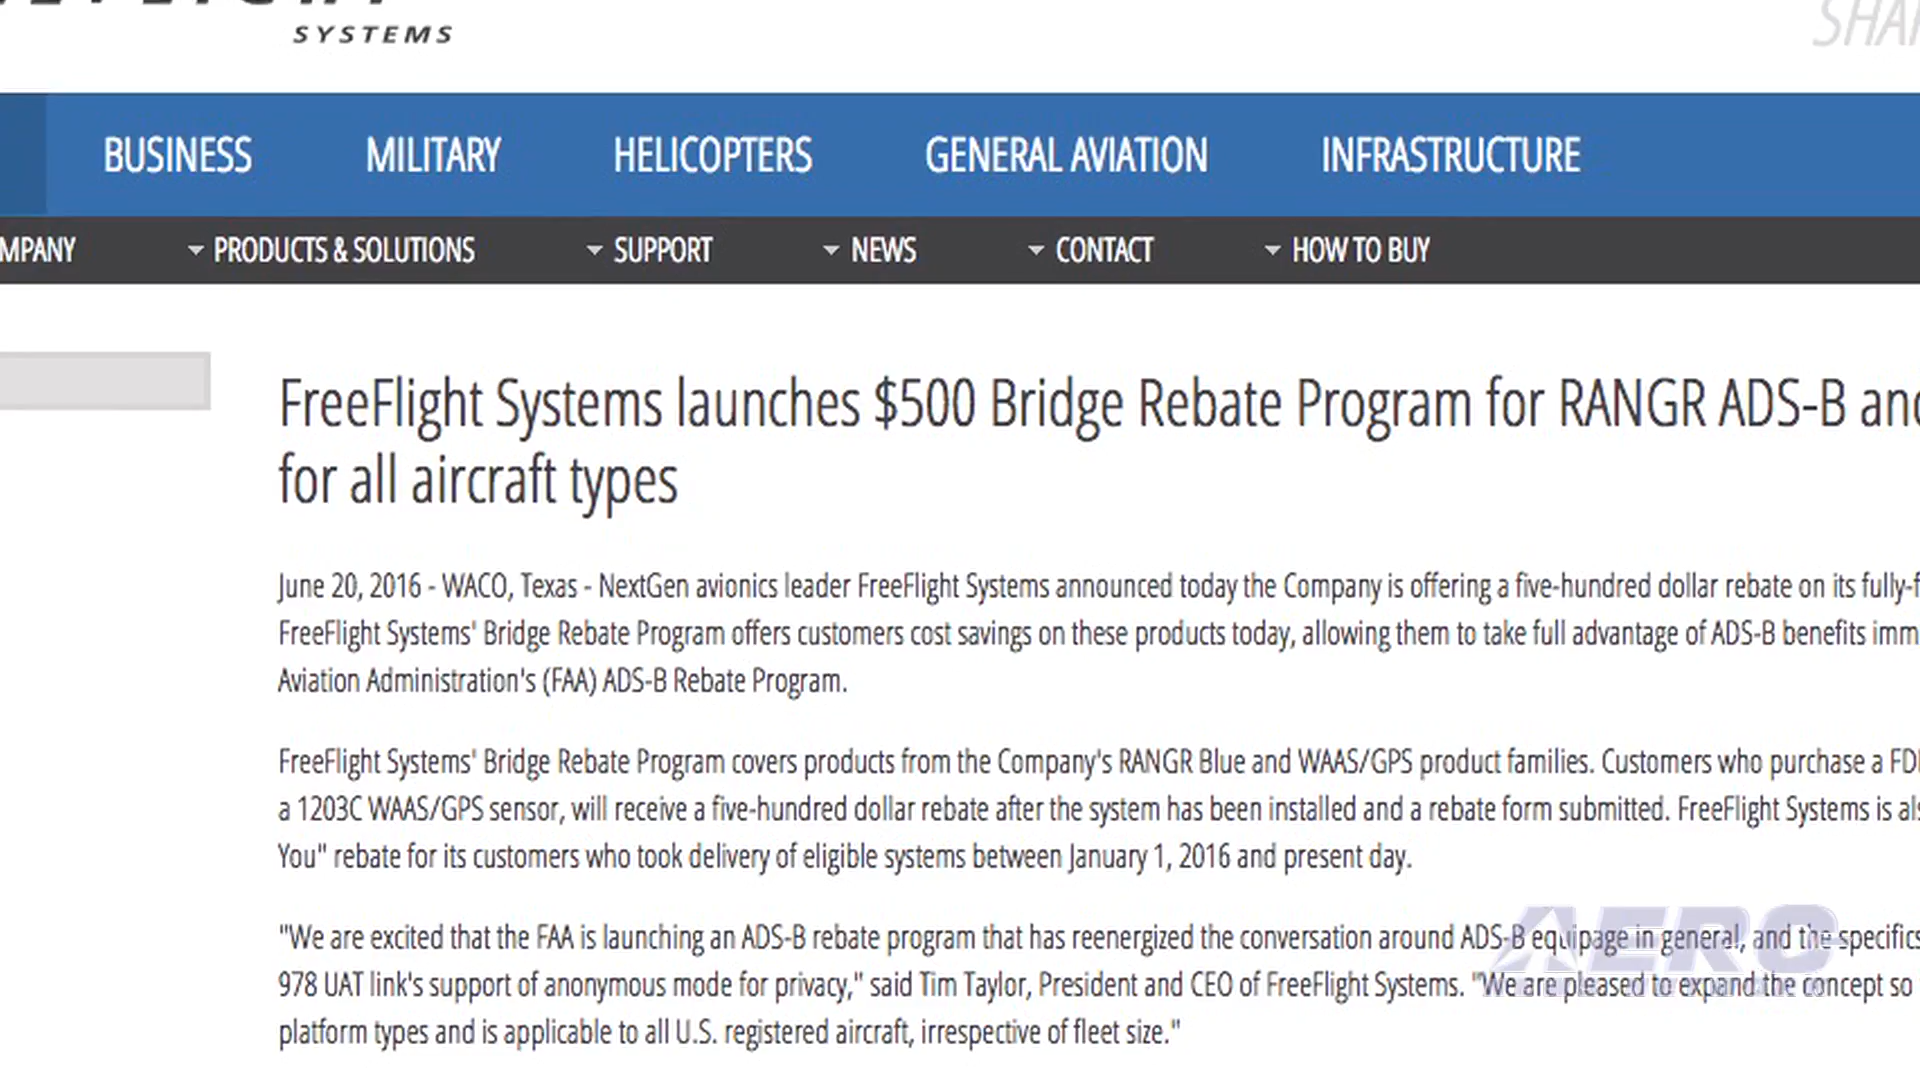 SYSTEMS
BUSINESS MILITARY HELICOPTERS GENERAL AVIATION INFRASTRUCTURE
PRODUCTS & SOLUTIONS SUPPORT NEWS CONTACT HOW TO BUY
FreeFlight Systems launches $500 Bridge Rebate Program for RANGR ADS-B and
for all aircraft types
June 20, 2016 - WACO, Texas - NextGen avionics leader FreeFlight Systems announced today the Company is offering a five-hundred dollar rebate on its fully-f
FreeFlight Systems' Bridge Rebate Program offers customers cost savings on these products today, allowing them to take full advantage of ADS-B benefits imm
Aviation Administration's (FAA) ADS-B Rebate Program.
FreeFlight Systems' Bridge Rebate Program covers products from the Company's RANGR Blue and WAAS/GPS product families. Customers who purchase a FD
a 1203C WAAS/GPS sensor, will receive a five-hundred dollar rebate after the system has been installed and a rebate form submitted. FreeFlight Systems is als
You" rebate for its customers who took delivery of eligible systems between January 1, 2016 and present day.
"We are excited that the FAA is launching an ADS-B rebate program that has reenergized the conversation around ADS-B equipage in general, and the specifics
978 UAT link's support of anonymous mode for privacy," said Tim Taylor, President and CEO of FreeFlight Systems. "We are pleased to expand the concept so
platform types and is applicable to all U.S. registered aircraft, irrespective of fleet size."
AERO